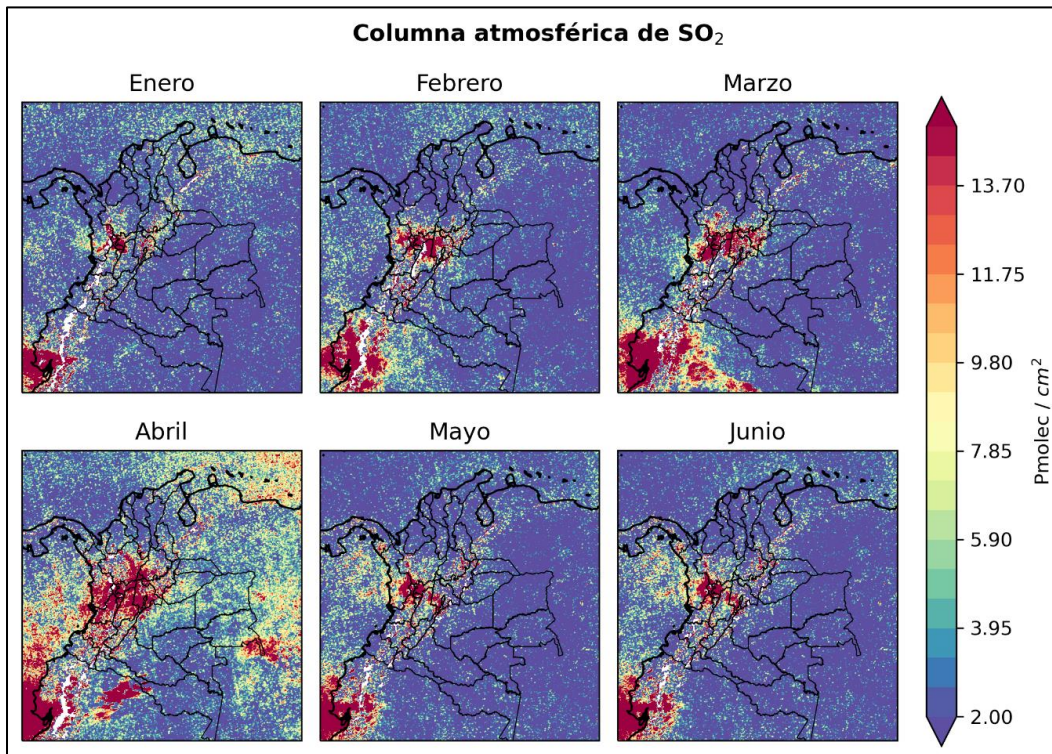 Columna atmosférica de SO₂
Enero
Febrero
Marzo
Abril
Mayo
Junio
13.70
11.75
9.80
7.85
5.90
3.95
2.00
Pmolec / cm²